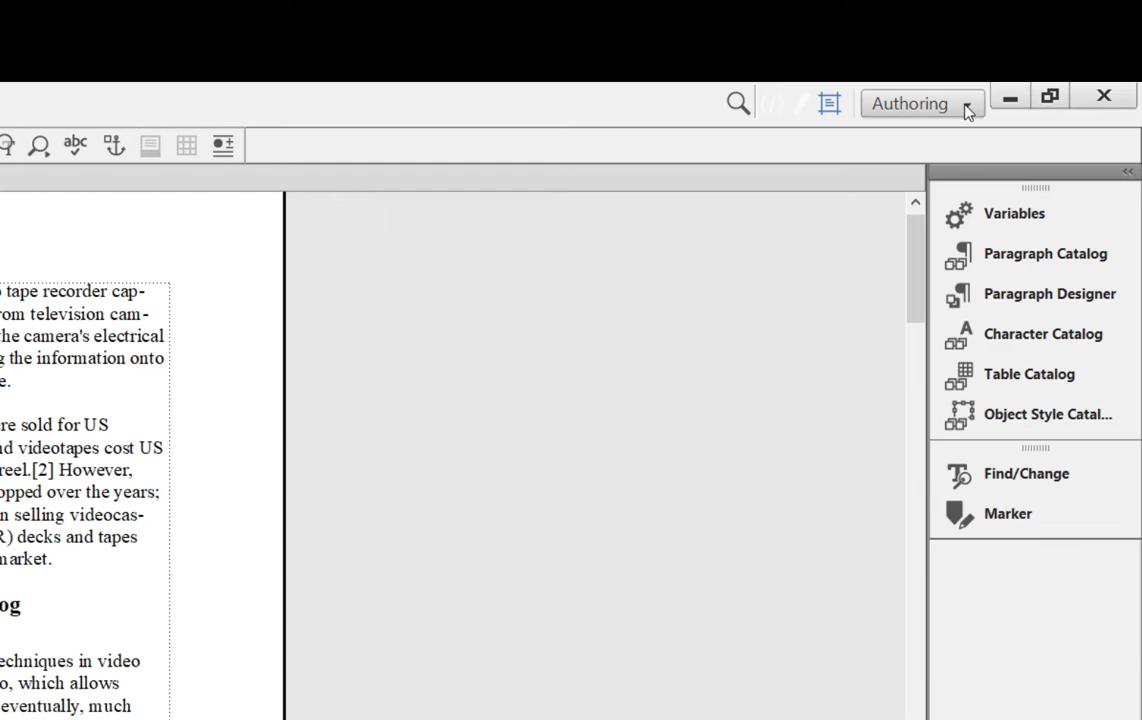 Authoring
abc
Variables
Paragraph Catalog
Paragraph Designer
Character Catalog
Table Catalog
Object Style Catal...
Find/Change
Marker
tape recorder cap-
rom television cam-
the camera's electrical
the information onto
e.
re sold for US
nd videotapes cost US
reel.[2] However,
opped over the years;
n selling videocas-
R) decks and tapes
market.
og
echniques in video
o, which allows
eventually, much